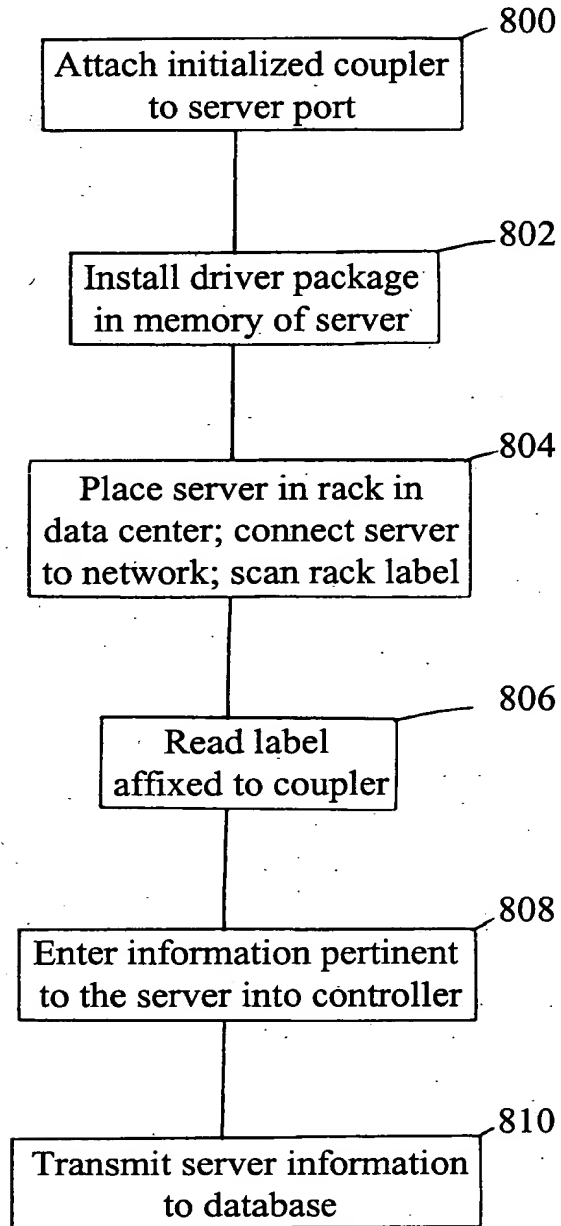 800
Attach initialized coupler
to server port
802
Install driver package
in memory of server
804
Place server in rack in
data center; connect server
to network; scan rack label
806
Read label
affixed to coupler
808
Enter information pertinent
to the server into controller
810
Transmit server information
to database